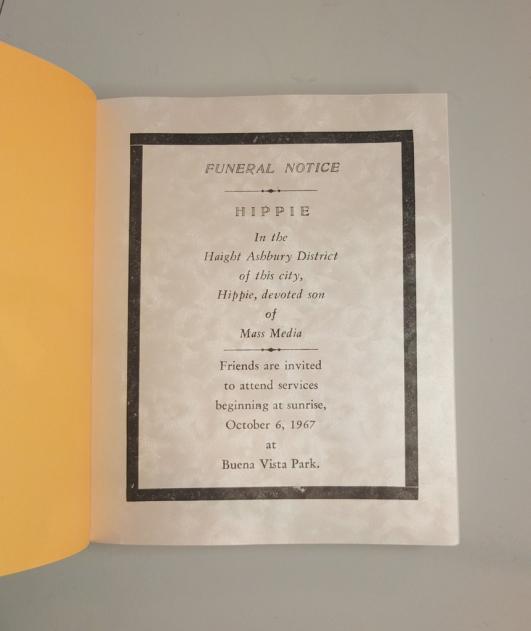 FUNERAL NOTICE
HIPPIE
In the
Haight Ashbury District
of this city,
Hippie, devoted son
of
Mass Media
Friends are invited
to attend services
beginning at sunrise,
October 6, 1967
at
Buena Vista Park.